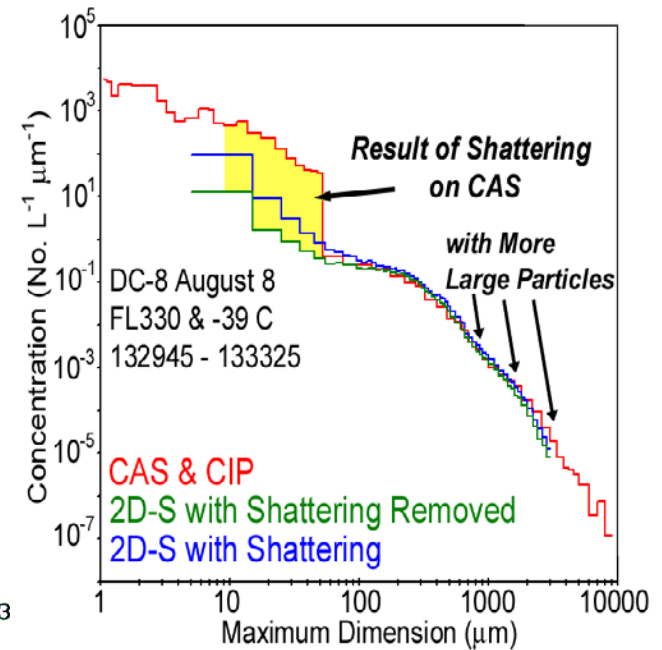 10^5
10^3
10^1
10^-1
10^-3
10^-5
10^-7
Concentration (No. L^-1 μm^-1)
Result of Shattering
on CAS
with More
Large Particles
DC-8 August 8
FL330 & -39 C
132945 - 133325
CAS & CIP
2D-S with Shattering Removed
2D-S with Shattering
3
1 10 100 1000 10000
Maximum Dimension (μm)